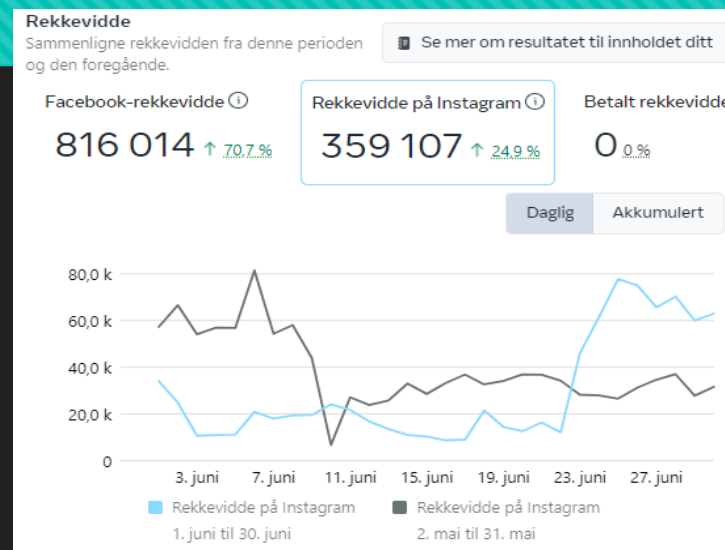 Rekkevidde
Sammenligne rekkevidden fra denne perioden
og den foregående.
Se mer om resultatet til innholdet ditt
Facebook-rekkevidde
816 014 ↑ 70,7 %
Rekkevidde på Instagram
359 107 ↑ 24,9 %
Betalt rekkevidde
0 0 %
Daglig
Akkumulert
80,0 k
60,0 k
40,0 k
20,0 k
0
3. juni 7. juni 11. juni 15. juni 19. juni 23. juni 27. juni
Rekkevidde på Instagram
1. juni til 30. juni
Rekkevidde på Instagram
2. mai til 31. mai